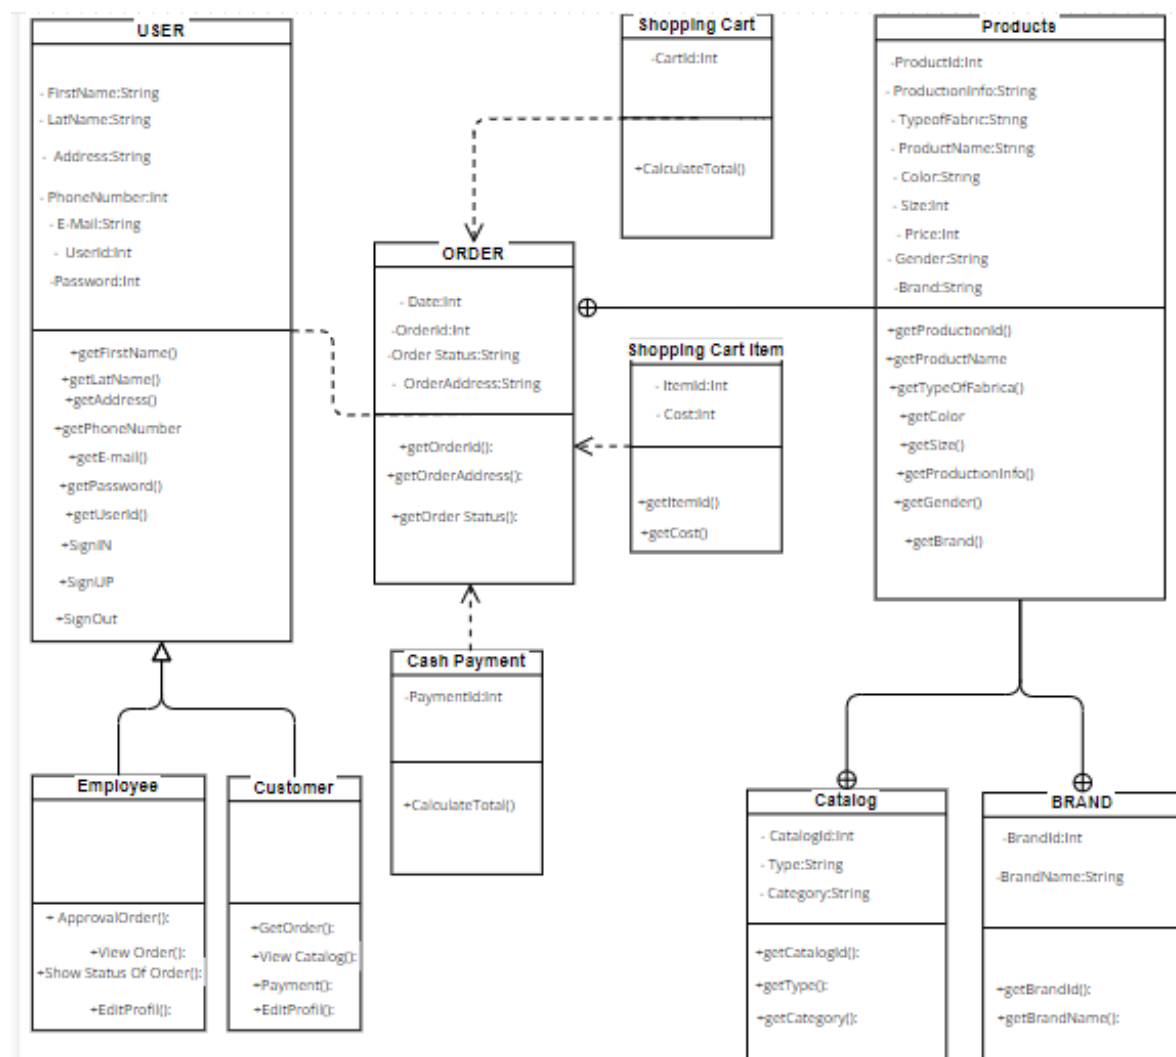 USER
- FirstName:String
- LatName:String
- Address:String
- PhoneNumber:Int
- E-Mail:String
- UserId:Int
-Password:Int
+getFirstName()
+getLatName()
+getAddress()
+getPhoneNumber
+getE-mail()
+getPassword()
+getUserId()
+SignIN
+SignUP
+SignOut
Shopping Cart
-CartId:Int
+CalculateTotal()
Products
-ProductId:Int
- ProductionInfo:String
- TypeofFabric:String
- ProductName:String
- Color:String
- Size:Int
- Price:Int
- Gender:String
-Brand:String
+getProductionId()
+getProductName
+getTypeOfFabrica()
+getColor
+getSize()
+getProductionInfo()
+getGender()
+getBrand()
ORDER
- Date:Int
-OrderId:Int
-Order Status:String
- OrderAddress:String
+getOrderId():
+getOrderAddress():
+getOrder Status():
Shopping Cart Item
- ItemId:Int
- Cost:Int
+getItemId()
+getCost()
Cash Payment
-PaymentId:Int
+CalculateTotal()
Employee
+ ApprovalOrder():
+View Order():
+Show Status Of Order():
+EditProfil():
Customer
+GetOrder():
+View Catalog():
+Payment():
+EditProfil():
Catalog
- CatalogId:Int
- Type:String
- Category:String
+getCatalogId():
+getType():
+getCategory():
BRAND
-BrandId:Int
-BrandName:String
+getBrandId():
+getBrandName():